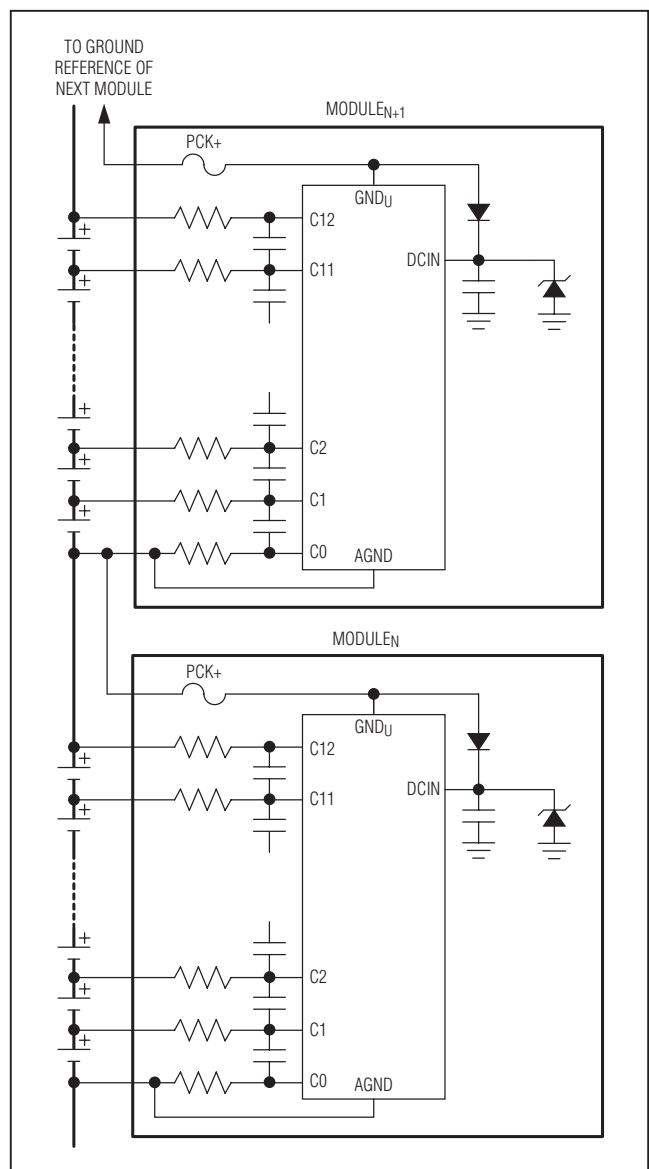 TO GROUND
REFERENCE OF
NEXT MODULE
MODULEN+1
PCK+
GNDU
C12
C11
DCIN
C2
C1
C0
AGND
+
+
+
+
+
MODULEN
PCK+
GNDU
C12
C11
DCIN
C2
C1
C0
AGND
+
+
+
+
+